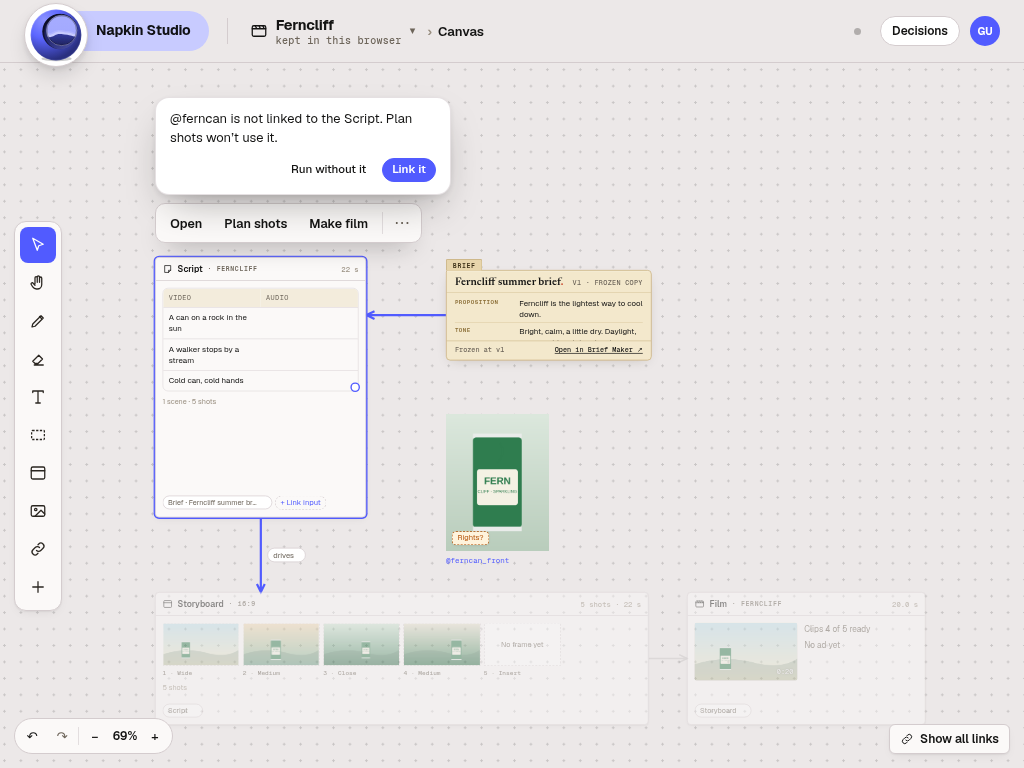 Napkin Studio
Ferncliff
kept in this browser
› Canvas
Decisions
GU
@ferncan is not linked to the Script. Plan
shots won't use it.
Run without it
Link it
Open
Plan shots
Make film
Script · FERNCLIFF
22 s
VIDEO
AUDIO
A can on a rock in the
sun
A walker stops by a
stream
Cold can, cold hands
1 scene · 5 shots
Brief · Ferncliff summer br…
+ Link input
BRIEF
Ferncliff summer brief.
V1 · FROZEN COPY
PROPOSITION
Ferncliff is the lightest way to cool
down.
TONE
Bright, calm, a little dry. Daylight,
Frozen at v1
Open in Brief Maker ↗
FERN
Rights?
@ferncan_front
drives
Storyboard · 16:9
5 shots · 22 s
No frame yet
1 · Wide
2 · Medium
3 · Close
4 · Medium
5 · Insert
5 shots
Script
Film · FERNCLIFF
20.0 s
Clips 4 of 5 ready
No ad yet
Storyboard
69%
Show all links